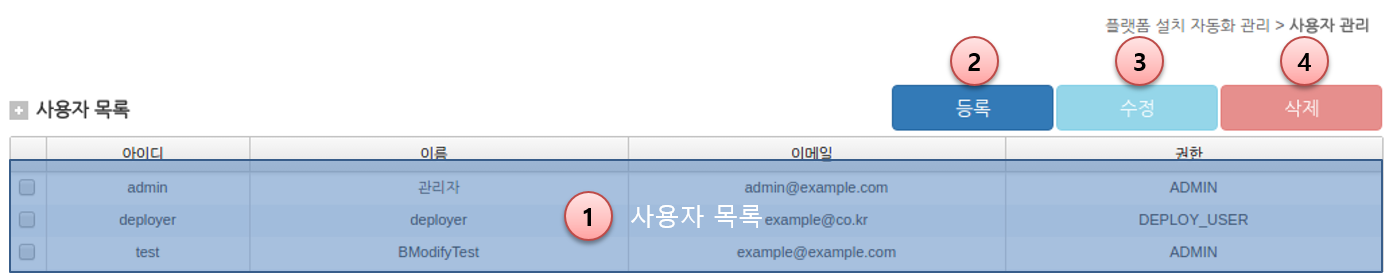 플랫폼 설치 자동화 관리 > 사용자 관리
2 3 4
사용자 목록 등록 수정 삭제
아이디 이름 이메일 권한
admin 관리자 admin@example.com ADMIN
deployer deployer 1 사용자 목록 example@co.kr DEPLOY_USER
test BModifyTest example@example.com ADMIN